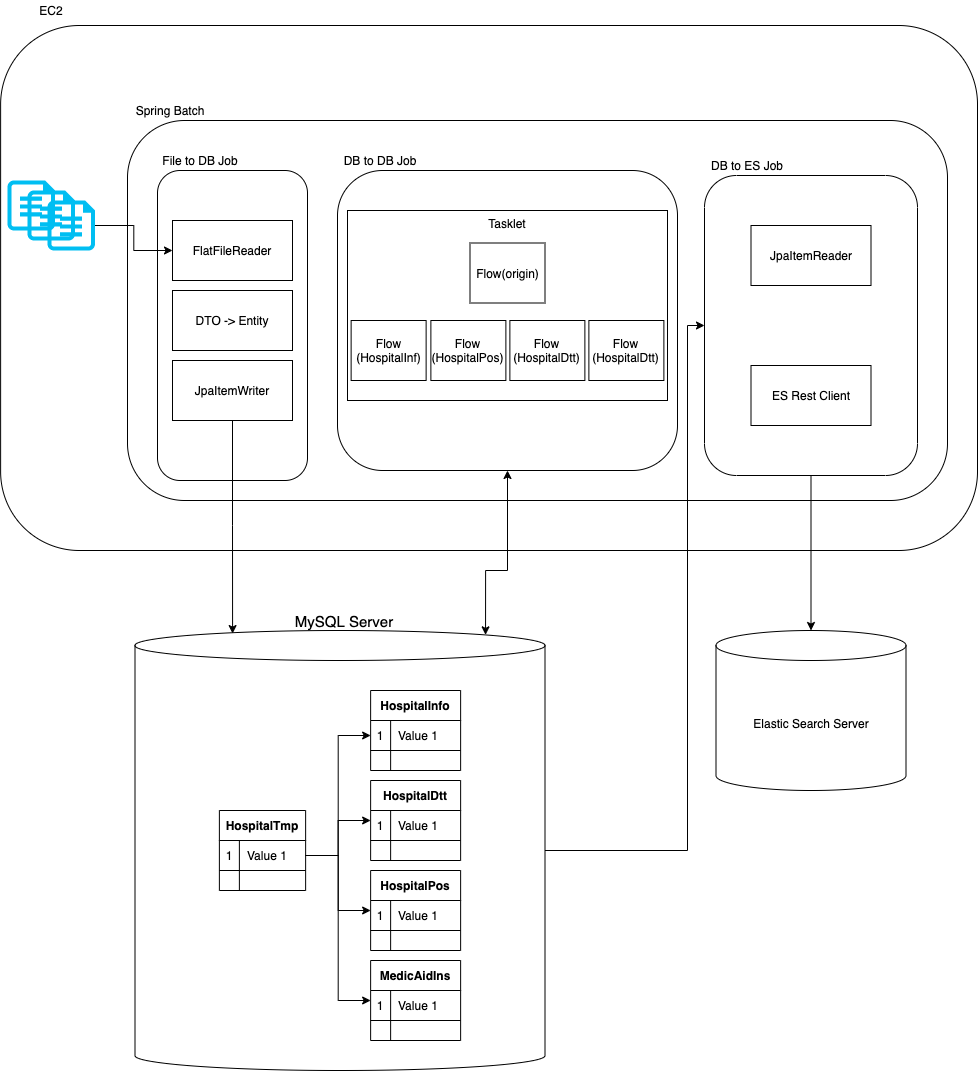 EC2
Spring Batch
File to DB Job
DB to DB Job
DB to ES Job
FlatFileReader
DTO -> Entity
JpaItemWriter
Tasklet
Flow(origin)
Flow
(HospitalInf)
Flow
(HospitalPos)
Flow
(HospitalDtt)
Flow
(HospitalDtt)
JpaItemReader
ES Rest Client
MySQL Server
HospitalTmp
1 Value 1
HospitalInfo
1 Value 1
HospitalDtt
1 Value 1
HospitalPos
1 Value 1
MedicAidIns
1 Value 1
Elastic Search Server